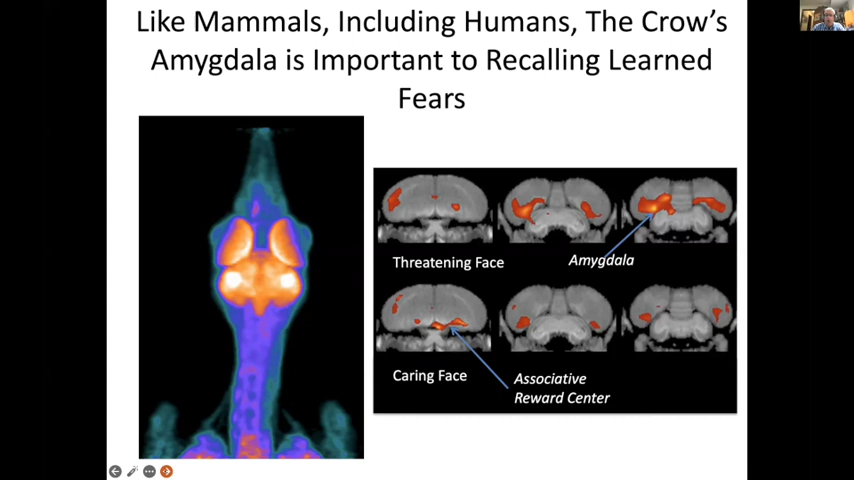 Like Mammals, Including Humans, The Crow's
Amygdala is Important to Recalling Learned
Fears
Threatening Face
Amygdala
Caring Face
Associative
Reward Center